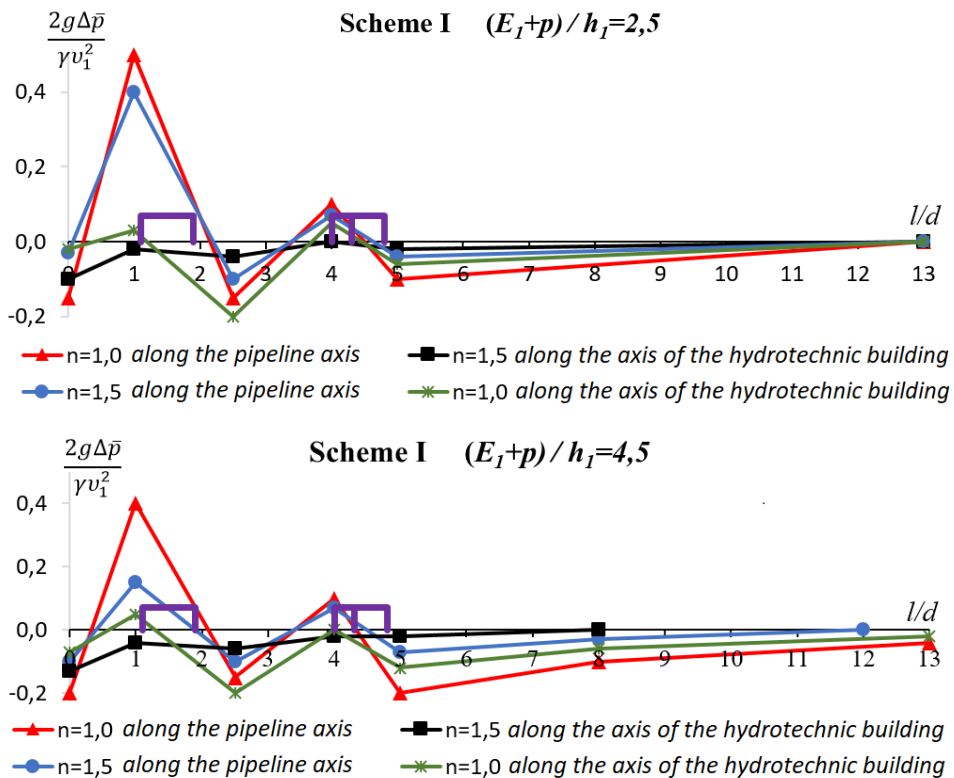 Scheme I (E₁+p) / h₁=2,5
2gΔp̄
γυ₁²
0,4
0,2
0,0
-0,2
l/d
0 1 2 3 4 5 6 7 8 9 10 11 12 13
n=1,0 along the pipeline axis
n=1,5 along the axis of the hydrotechnic building
n=1,5 along the pipeline axis
n=1,0 along the axis of the hydrotechnic building
Scheme I (E₁+p) / h₁=4,5
2gΔp̄
γυ₁²
0,4
0,2
0,0
-0,2
l/d
0 1 2 3 4 5 6 7 8 9 10 11 12 13
n=1,0 along the pipeline axis
n=1,5 along the axis of the hydrotechnic building
n=1,5 along the pipeline axis
n=1,0 along the axis of the hydrotechnic building